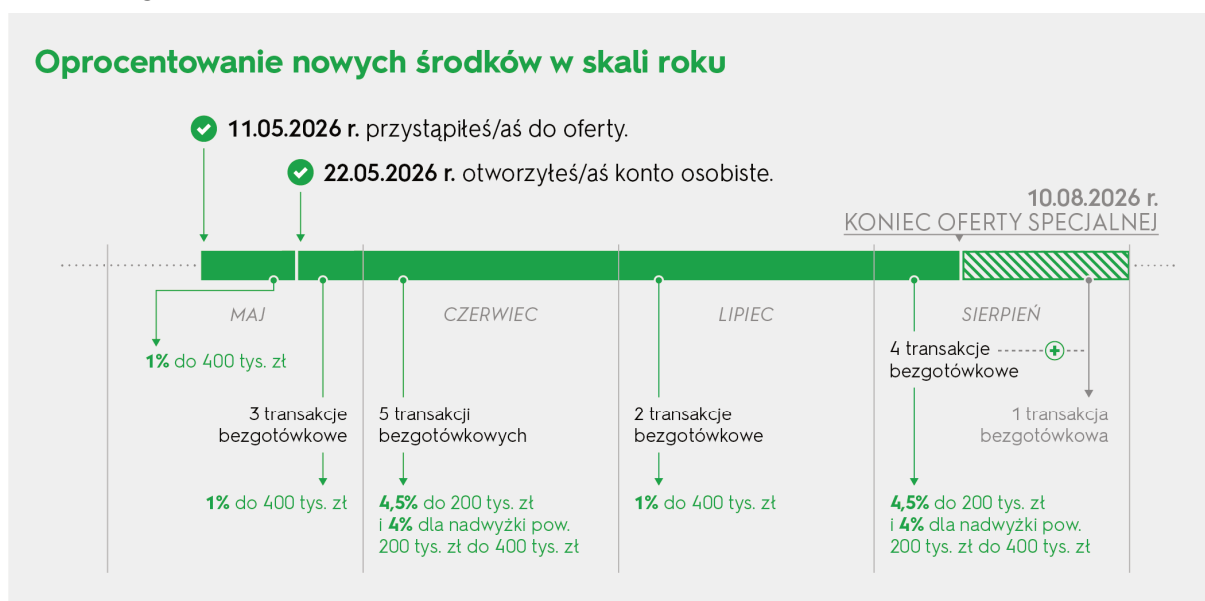 Oprocentowanie nowych środków w skali roku
11.05.2026 r. przystąpiłeś/aś do oferty.
22.05.2026 r. otworzyłeś/aś konto osobiste.
10.08.2026 r.
KONIEC OFERTY SPECJALNEJ
MAJ
CZERWIEC
LIPIEC
SIERPIEŃ
1% do 400 tys. zł
3 transakcje
bezgotówkowe
1% do 400 tys. zł
5 transakcji
bezgotówkowych
4,5% do 200 tys. zł
i 4% dla nadwyżki pow.
200 tys. zł do 400 tys. zł
2 transakcje
bezgotówkowe
1% do 400 tys. zł
4 transakcje
bezgotówkowe
1 transakcja
bezgotówkowa
4,5% do 200 tys. zł
i 4% dla nadwyżki pow.
200 tys. zł do 400 tys. zł